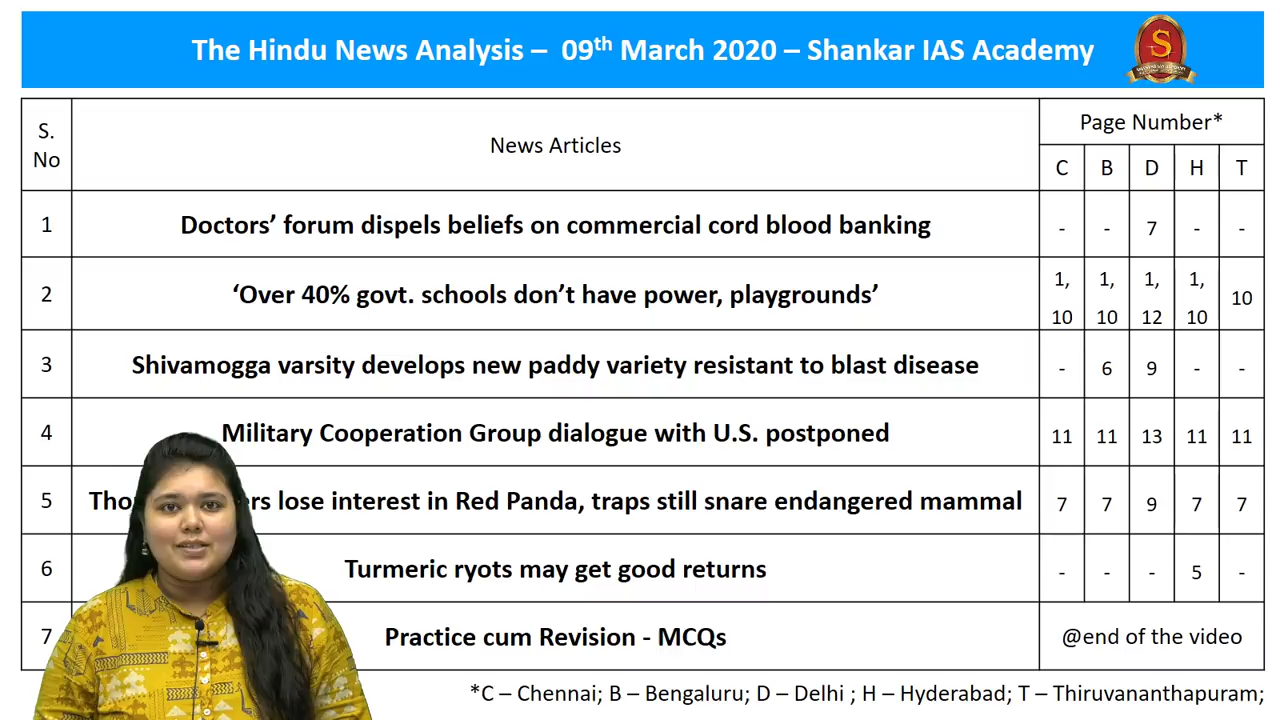 The Hindu News Analysis – 09th March 2020 – Shankar IAS Academy
S
S. No
News Articles
Page Number*
C B D H T
1 Doctors’ forum dispels beliefs on commercial cord blood banking - - 7 - -
2 ‘Over 40% govt. schools don’t have power, playgrounds’ 1, 10 1, 10 1, 12 1, 10 10
3 Shivamogga varsity develops new paddy variety resistant to blast disease - 6 9 - -
4 Military Cooperation Group dialogue with U.S. postponed 11 11 13 11 11
5 lose interest in Red Panda, traps still snare endangered mammal 7 7 9 7 7
6 Turmeric ryots may get good returns - - - 5 -
7 Practice cum Revision - MCQs @end of the video
*C – Chennai; B – Bengaluru; D – Delhi ; H – Hyderabad; T – Thiruvananthapuram;